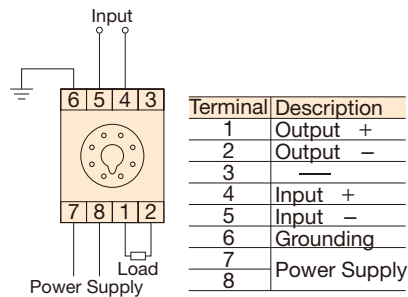 Input
6 5 4 3
7 8 1 2
Load
Power Supply
Terminal Description
1 Output +
2 Output −
3 —
4 Input +
5 Input −
6 Grounding
7
8 Power Supply